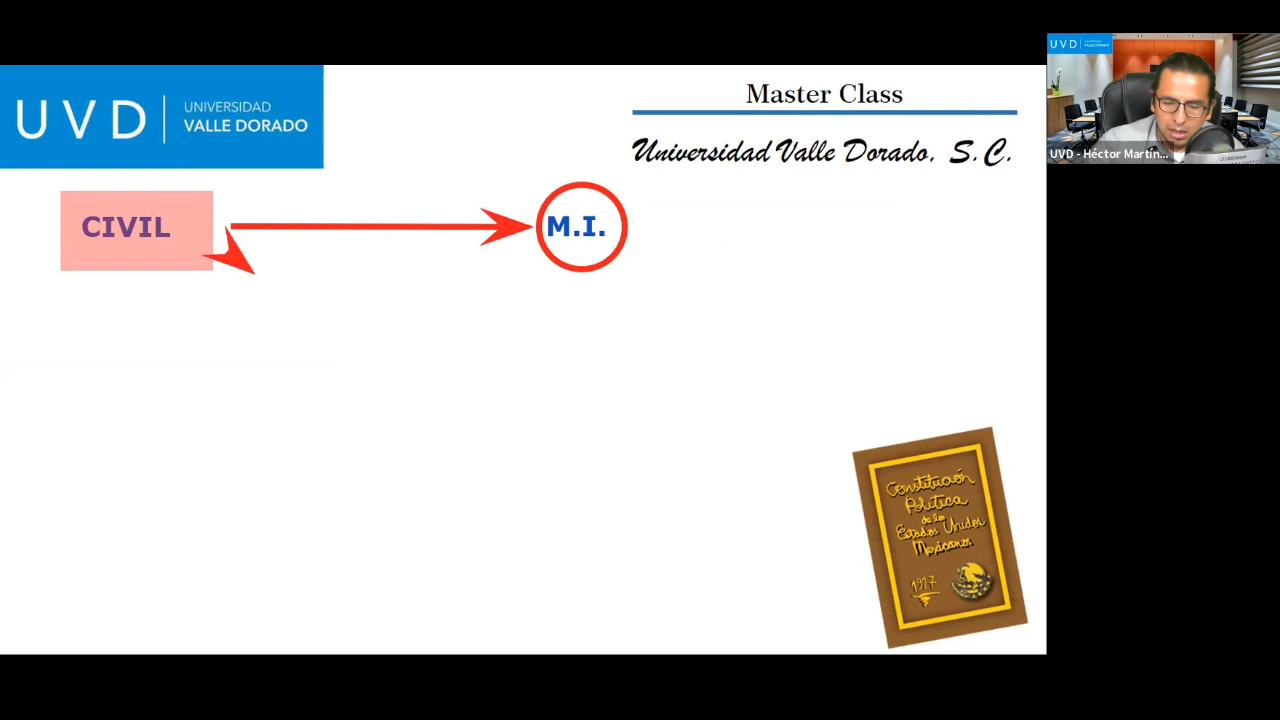 UVD
UNIVERSIDAD
VALLE DORADO
Master Class
Universidad Valle Dorado, S.C.
CIVIL
M.I.
Constitución
Política
de los
Estados Unidos
Mexicanos
1917
UVD
UVD - Héctor Martín...